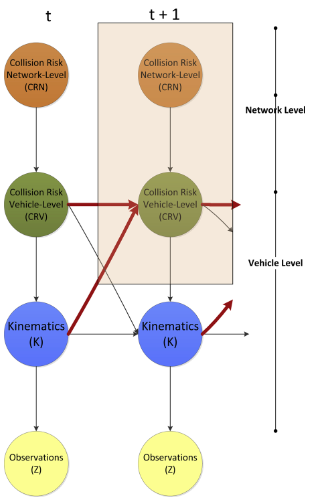 t
t + 1
Collision Risk
Network-Level
(CRN)
Collision Risk
Network-Level
(CRN)
Network Level
Collision Risk
Vehicle-Level
(CRV)
Collision Risk
Vehicle-Level
(CRV)
Vehicle Level
Kinematics
(K)
Kinematics
(K)
Observations
(Z)
Observations
(Z)